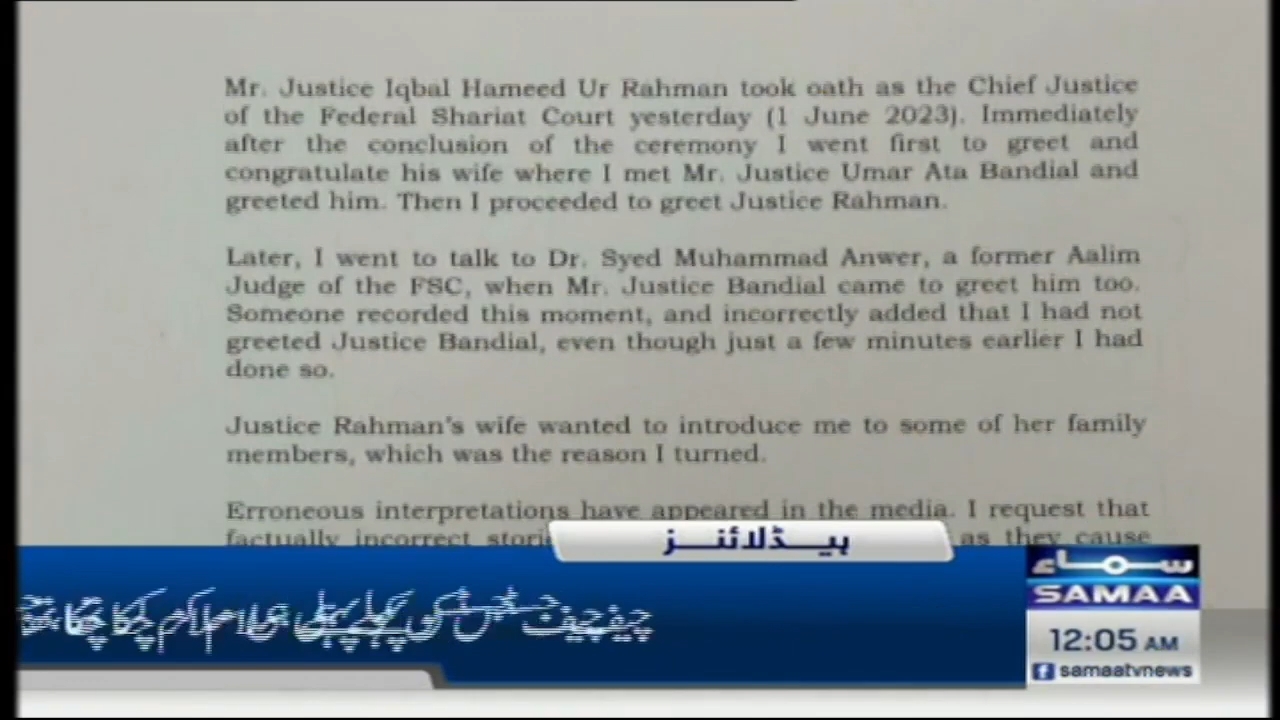 Mr. Justice Iqbal Hameed Ur Rahman took oath as the Chief Justice
of the Federal Shariat Court yesterday (1 June 2023). Immediately
after the conclusion of the ceremony I went first to greet and
congratulate his wife where I met Mr. Justice Umar Ata Bandial and
greeted him. Then I proceeded to greet Justice Rahman.
Later, I went to talk to Dr. Syed Muhammad Anwer, a former Aalim
Judge of the FSC, when Mr. Justice Bandial came to greet him too.
Someone recorded this moment, and incorrectly added that I had not
greeted Justice Bandial, even though just a few minutes earlier I had
done so.
Justice Rahman's wife wanted to introduce me to some of her family
members, which was the reason I turned.
Erroneous interpretations have appeared in the media. I request that
factually incorrect as they cause
ہیڈلائنز
سماء
SAMAA
12:05 AM
samaatvnews